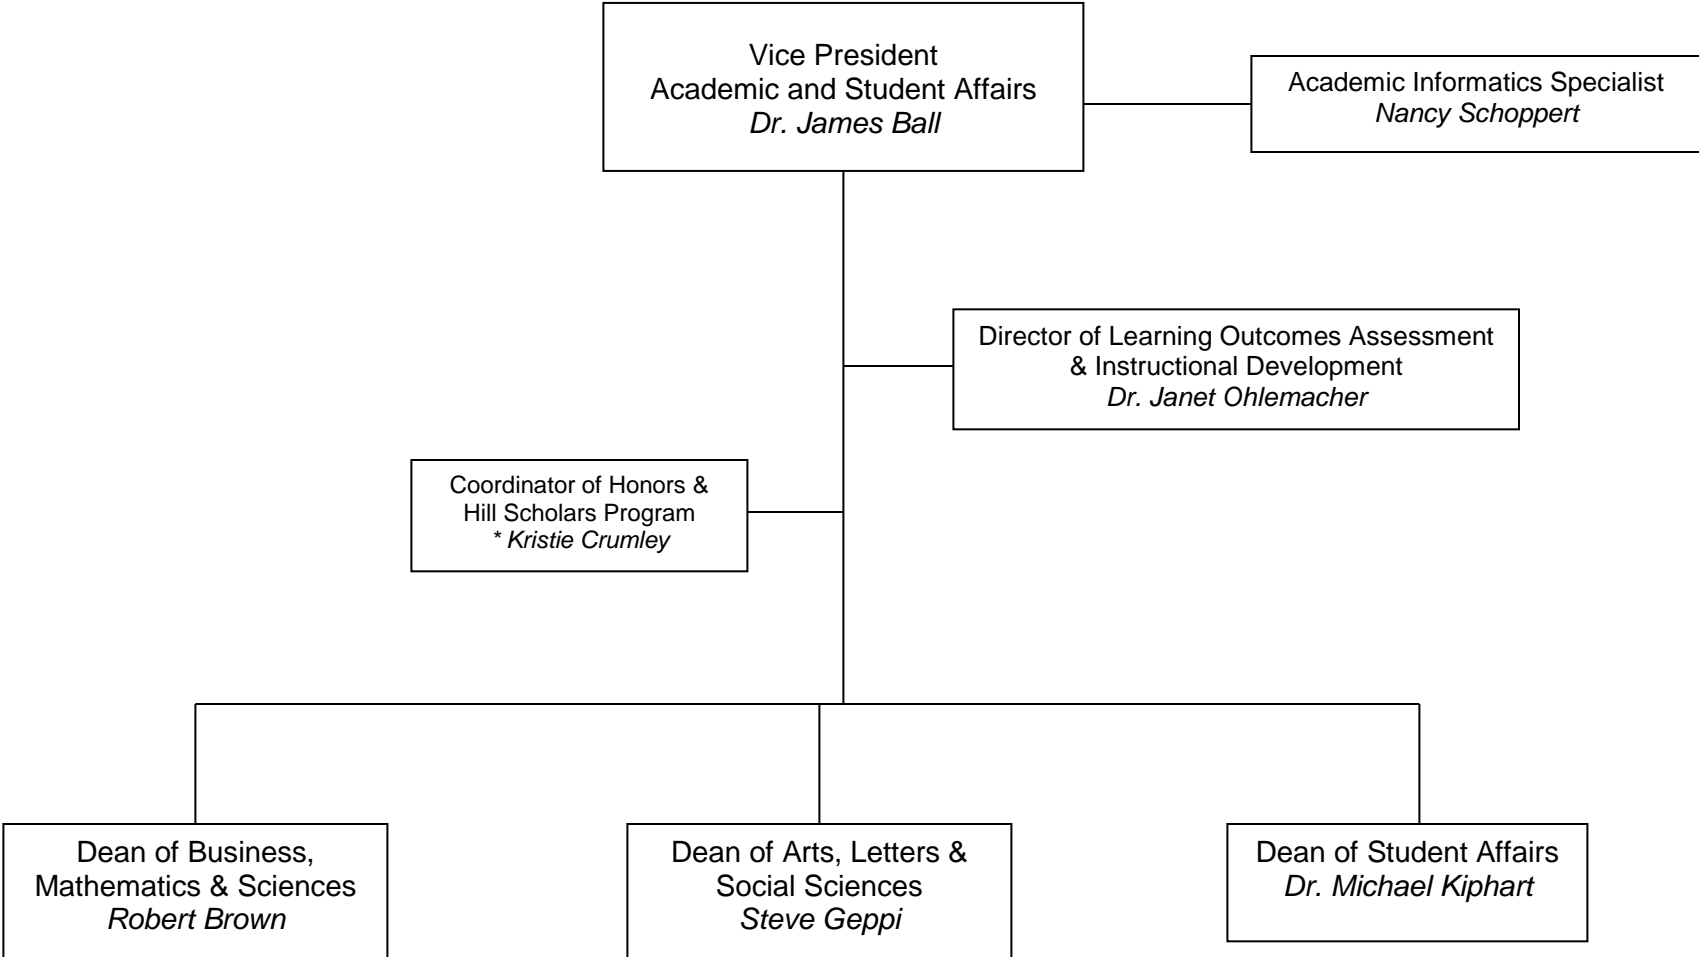 Vice President
Academic and Student Affairs
Dr. James Ball
Academic Informatics Specialist
Nancy Schoppert
Director of Learning Outcomes Assessment
& Instructional Development
Dr. Janet Ohlemacher
Coordinator of Honors &
Hill Scholars Program
* Kristie Crumley
Dean of Business,
Mathematics & Sciences
Robert Brown
Dean of Arts, Letters &
Social Sciences
Steve Geppi
Dean of Student Affairs
Dr. Michael Kiphart